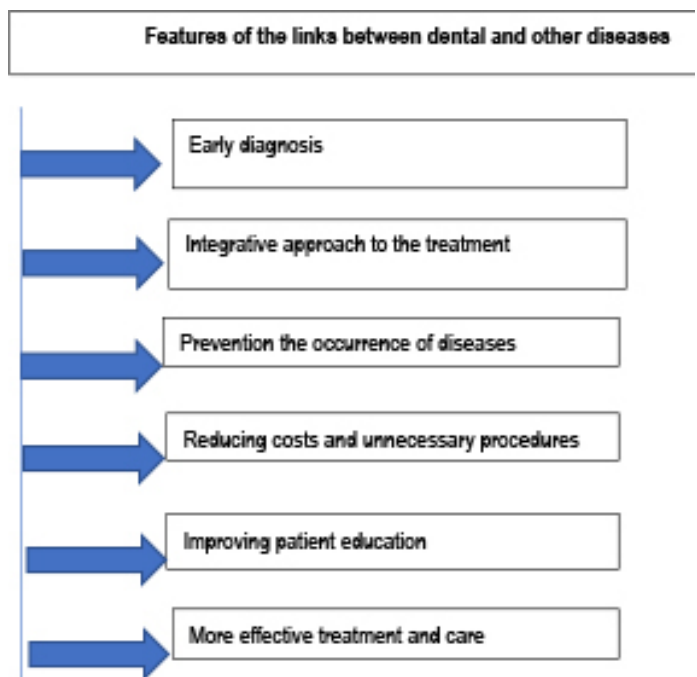 Features of the links between dental and other diseases
Early diagnosis
Integrative approach to the treatment
Prevention the occurrence of diseases
Reducing costs and unnecessary procedures
Improving patient education
More effective treatment and care